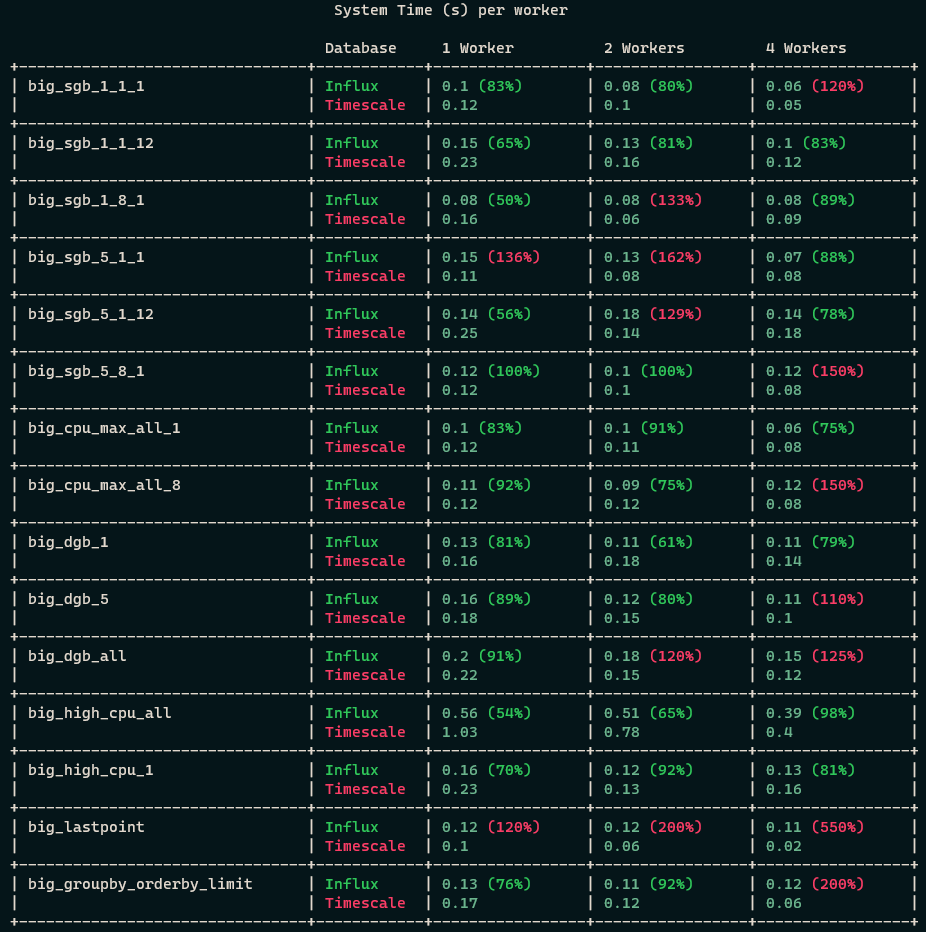 System Time (s) per worker
Database 1 Worker 2 Workers 4 Workers
big_sgb_1_1_1 Influx 0.1 (83%) 0.08 (80%) 0.06 (120%)
Timescale 0.12 0.1 0.05
big_sgb_1_1_12 Influx 0.15 (65%) 0.13 (81%) 0.1 (83%)
Timescale 0.23 0.16 0.12
big_sgb_1_8_1 Influx 0.08 (50%) 0.08 (133%) 0.08 (89%)
Timescale 0.16 0.06 0.09
big_sgb_5_1_1 Influx 0.15 (136%) 0.13 (162%) 0.07 (88%)
Timescale 0.11 0.08 0.08
big_sgb_5_1_12 Influx 0.14 (56%) 0.18 (129%) 0.14 (78%)
Timescale 0.25 0.14 0.18
big_sgb_5_8_1 Influx 0.12 (100%) 0.1 (100%) 0.12 (150%)
Timescale 0.12 0.1 0.08
big_cpu_max_all_1 Influx 0.1 (83%) 0.1 (91%) 0.06 (75%)
Timescale 0.12 0.11 0.08
big_cpu_max_all_8 Influx 0.11 (92%) 0.09 (75%) 0.12 (150%)
Timescale 0.12 0.12 0.08
big_dgb_1 Influx 0.13 (81%) 0.11 (61%) 0.11 (79%)
Timescale 0.16 0.18 0.14
big_dgb_5 Influx 0.16 (89%) 0.12 (80%) 0.11 (110%)
Timescale 0.18 0.15 0.1
big_dgb_all Influx 0.2 (91%) 0.18 (120%) 0.15 (125%)
Timescale 0.22 0.15 0.12
big_high_cpu_all Influx 0.56 (54%) 0.51 (65%) 0.39 (98%)
Timescale 1.03 0.78 0.4
big_high_cpu_1 Influx 0.16 (70%) 0.12 (92%) 0.13 (81%)
Timescale 0.23 0.13 0.16
big_lastpoint Influx 0.12 (120%) 0.12 (200%) 0.11 (550%)
Timescale 0.1 0.06 0.02
big_groupby_orderby_limit Influx 0.13 (76%) 0.11 (92%) 0.12 (200%)
Timescale 0.17 0.12 0.06